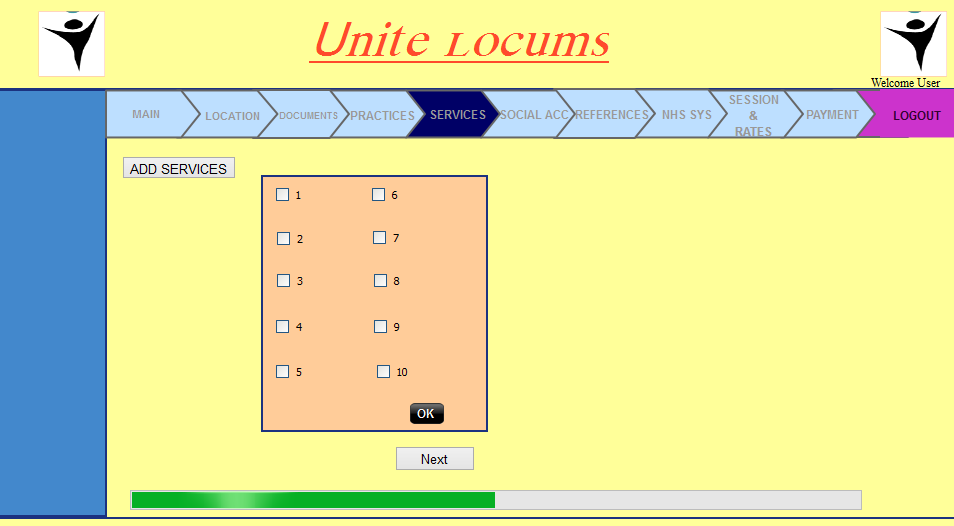 Unite Locums
Welcome User
MAIN
LOCATION
DOCUMENTS
PRACTICES
SERVICES
SOCIAL ACC
REFERENCES
NHS SYS
SESSION
&
RATES
PAYMENT
LOGOUT
ADD SERVICES
1 6
2 7
3 8
4 9
5 10
OK
Next